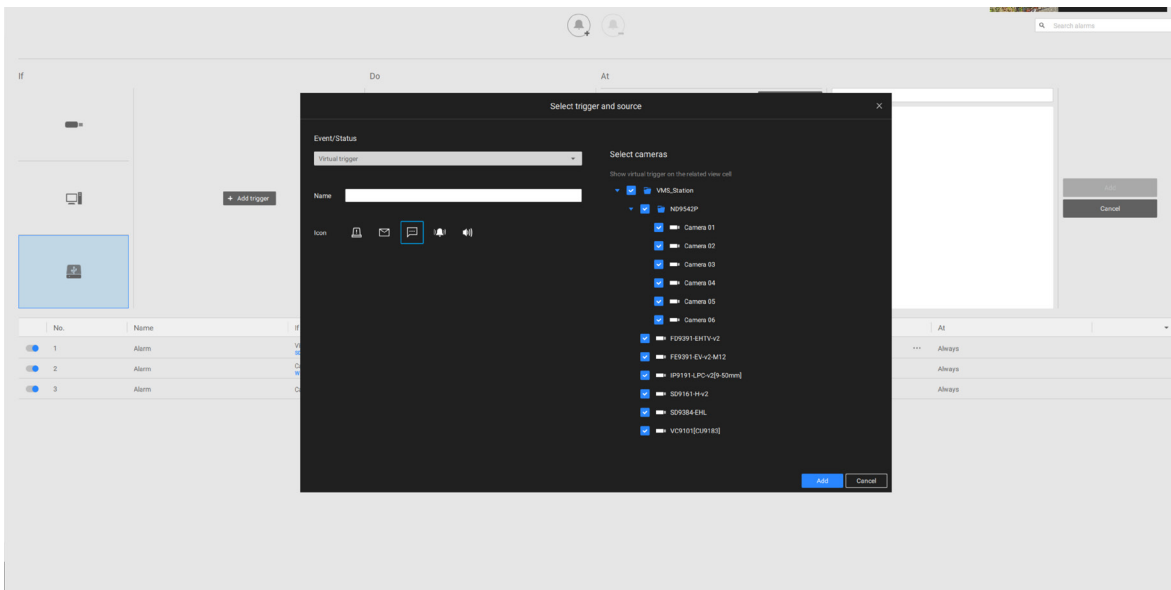 Search alarms
If
Do
At
Select trigger and source
Event/Status
Virtual trigger
Name
Icon
Select cameras
Show virtual trigger on the related view cell
VMS_Station
ND9542P
Camera 01
Camera 02
Camera 03
Camera 04
Camera 05
Camera 06
FD9391-EHTV-v2
FE9391-EV-v2-M12
IP9191-LPC-v2[9-50mm]
SD9161-H-v2
SD9384-EHL
VC9101[CU9183]
Add
Cancel
+ Add trigger
Add
Cancel
No. Name If At
1 Alarm ... Always
2 Alarm Always
3 Alarm Always